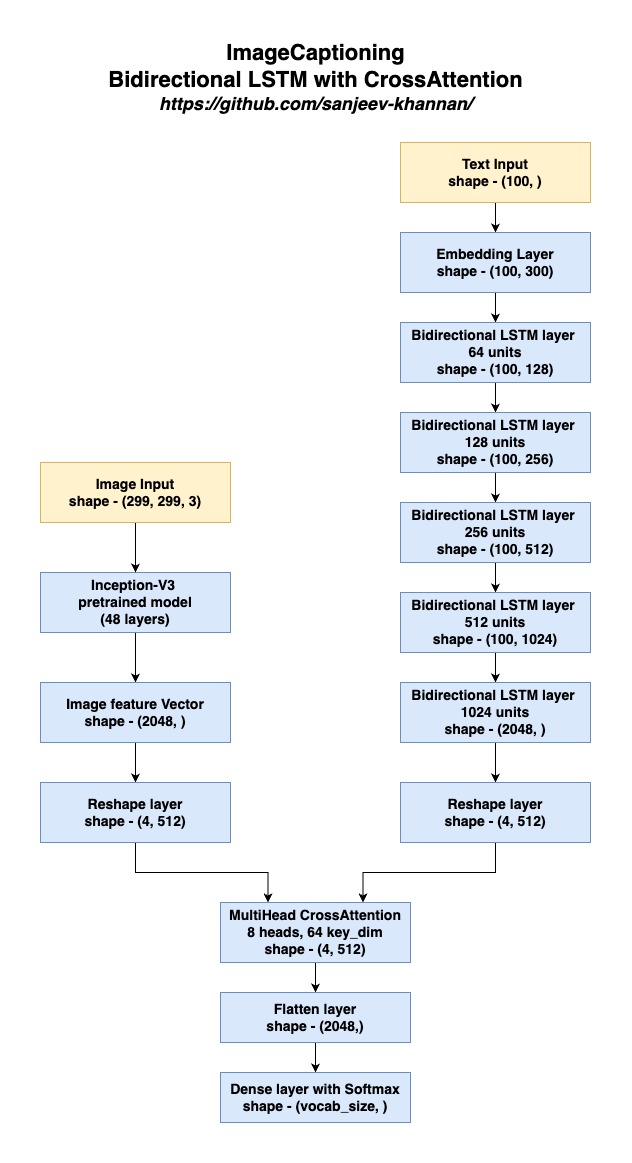 ImageCaptioning
Bidirectional LSTM with CrossAttention
https://github.com/sanjeev-khannan/
Text Input
shape - (100, )
Embedding Layer
shape - (100, 300)
Bidirectional LSTM layer
64 units
shape - (100, 128)
Bidirectional LSTM layer
128 units
shape - (100, 256)
Bidirectional LSTM layer
256 units
shape - (100, 512)
Bidirectional LSTM layer
512 units
shape - (100, 1024)
Bidirectional LSTM layer
1024 units
shape - (2048, )
Reshape layer
shape - (4, 512)
Image Input
shape - (299, 299, 3)
Inception-V3
pretrained model
(48 layers)
Image feature Vector
shape - (2048, )
Reshape layer
shape - (4, 512)
MultiHead CrossAttention
8 heads, 64 key_dim
shape - (4, 512)
Flatten layer
shape - (2048,)
Dense layer with Softmax
shape - (vocab_size, )